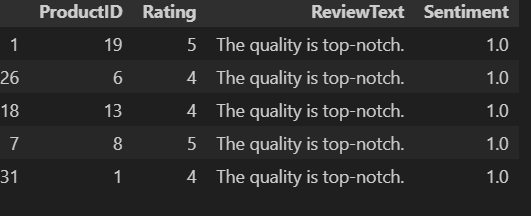 ProductID Rating ReviewText Sentiment
1 19 5 The quality is top-notch. 1.0
26 6 4 The quality is top-notch. 1.0
18 13 4 The quality is top-notch. 1.0
7 8 5 The quality is top-notch. 1.0
31 1 4 The quality is top-notch. 1.0